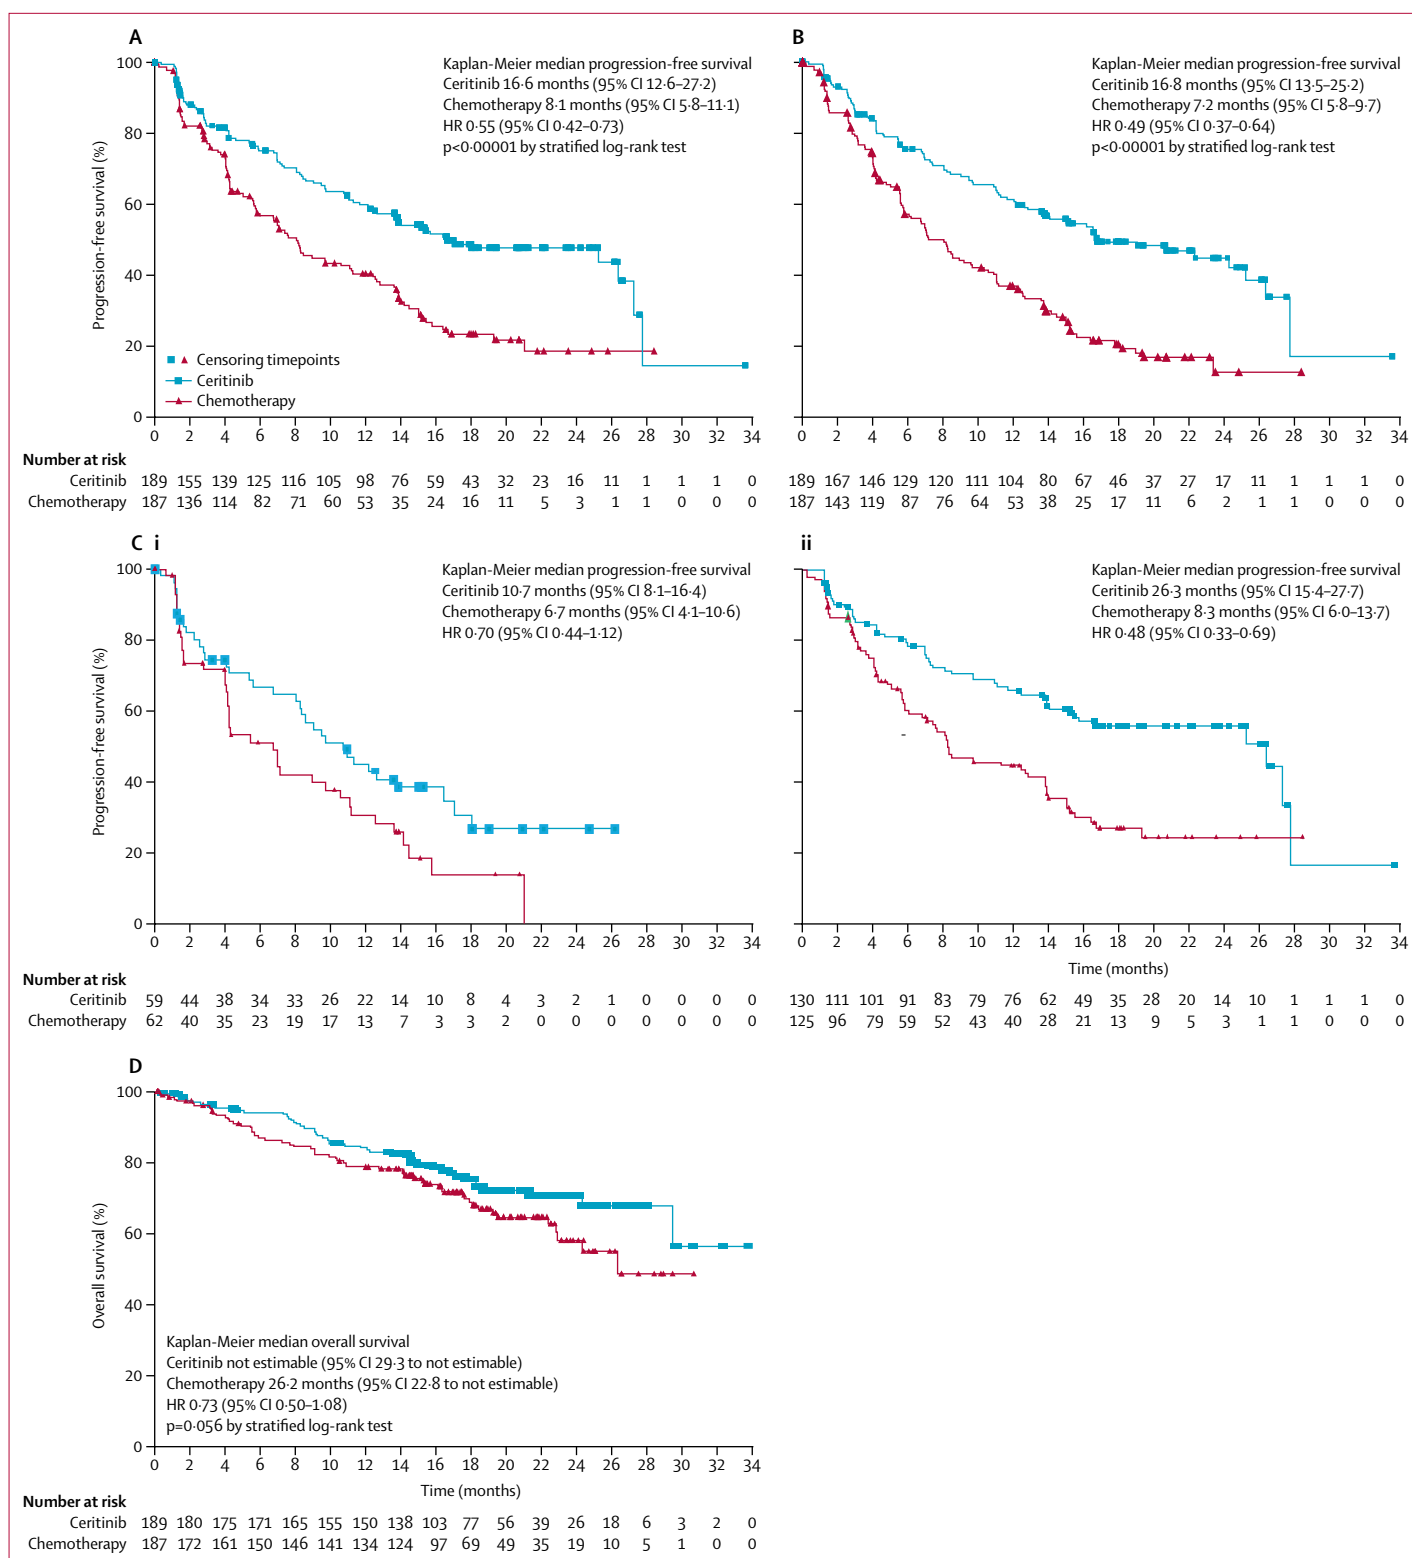 A
Kaplan-Meier median progression-free survival
Ceritinib 16·6 months (95% CI 12·6–27·2)
Chemotherapy 8·1 months (95% CI 5·8–11·1)
HR 0·55 (95% CI 0·42–0·73)
p<0·00001 by stratified log-rank test
Progression-free survival (%)
100
80
60
40
20
0
Censoring timepoints
Ceritinib
Chemotherapy
0 2 4 6 8 10 12 14 16 18 20 22 24 26 28 30 32 34
Number at risk
Ceritinib 189 155 139 125 116 105 98 76 59 43 32 23 16 11 1 1 1 0
Chemotherapy 187 136 114 82 71 60 53 35 24 16 11 5 3 1 1 0 0 0
B
Kaplan-Meier median progression-free survival
Ceritinib 16·8 months (95% CI 13·5–25·2)
Chemotherapy 7·2 months (95% CI 5·8–9·7)
HR 0·49 (95% CI 0·37–0·64)
p<0·00001 by stratified log-rank test
100
80
60
40
20
0
0 2 4 6 8 10 12 14 16 18 20 22 24 26 28 30 32 34
189 167 146 129 120 111 104 80 67 46 37 27 17 11 1 1 1 0
187 143 119 87 76 64 53 38 25 17 11 6 2 1 1 0 0 0
C i
Kaplan-Meier median progression-free survival
Ceritinib 10·7 months (95% CI 8·1–16·4)
Chemotherapy 6·7 months (95% CI 4·1–10·6)
HR 0·70 (95% CI 0·44–1·12)
Progression-free survival (%)
100
80
60
40
20
0
0 2 4 6 8 10 12 14 16 18 20 22 24 26 28 30 32 34
Number at risk
Ceritinib 59 44 38 34 33 26 22 14 10 8 4 3 2 1 0 0 0 0
Chemotherapy 62 40 35 23 19 17 13 7 3 3 2 0 0 0 0 0 0 0
ii
Kaplan-Meier median progression-free survival
Ceritinib 26·3 months (95% CI 15·4–27·7)
Chemotherapy 8·3 months (95% CI 6·0–13·7)
HR 0·48 (95% CI 0·33–0·69)
0 2 4 6 8 10 12 14 16 18 20 22 24 26 28 30 32 34
Time (months)
130 111 101 91 83 79 76 62 49 35 28 20 14 10 1 1 1 0
125 96 79 59 52 43 40 28 21 13 9 5 3 1 1 0 0 0
D
Overall survival (%)
100
80
60
40
20
0
Kaplan-Meier median overall survival
Ceritinib not estimable (95% CI 29·3 to not estimable)
Chemotherapy 26·2 months (95% CI 22·8 to not estimable)
HR 0·73 (95% CI 0·50–1·08)
p=0·056 by stratified log-rank test
0 2 4 6 8 10 12 14 16 18 20 22 24 26 28 30 32 34
Time (months)
Number at risk
Ceritinib 189 180 175 171 165 155 150 138 103 77 56 39 26 18 6 3 2 0
Chemotherapy 187 172 161 150 146 141 134 124 97 69 49 35 19 10 5 1 0 0